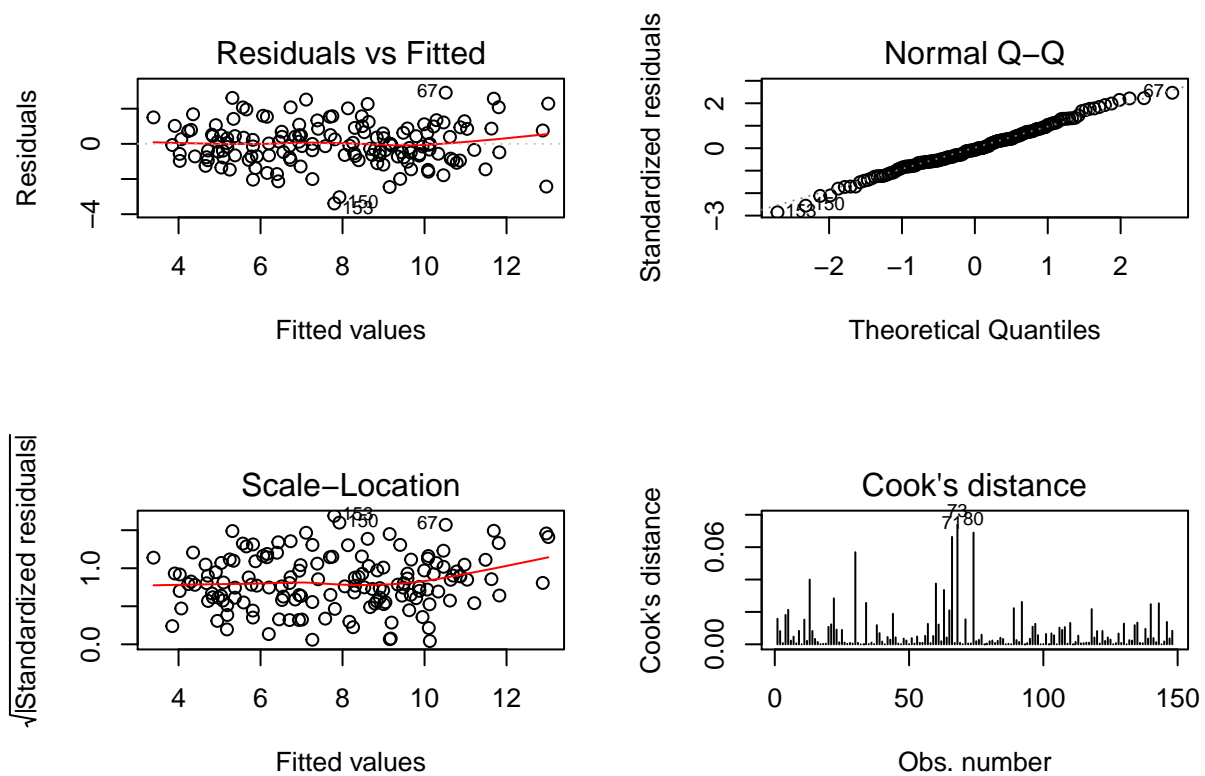 Residuals vs Fitted
Residuals
0
−4
67
150
153
4 6 8 10 12
Fitted values
Normal Q−Q
Standardized residuals
2
0
−3
67
150
153
−2 −1 0 1 2
Theoretical Quantiles
Scale−Location
√|Standardized residuals|
1.0
0.0
153
150
67
4 6 8 10 12
Fitted values
Cook's distance
Cook's distance
0.06
0.00
73
71
80
0 50 100 150
Obs. number